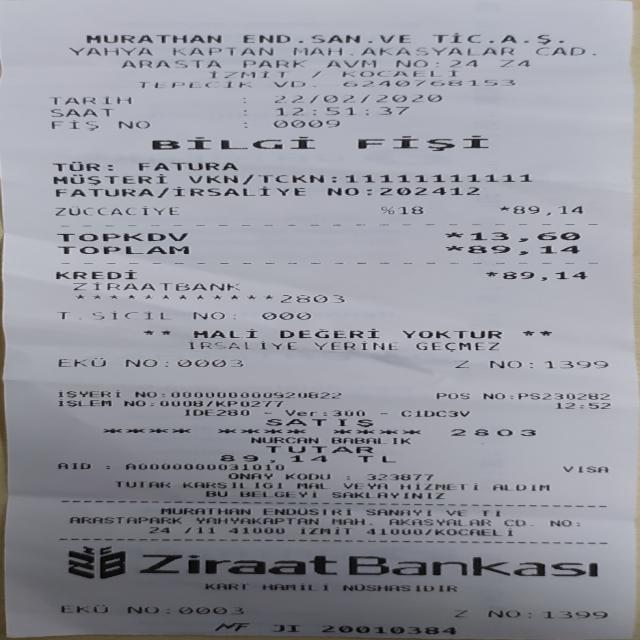 MURATHAN END.SAN.VE TİC.A.Ş.
YAHYA KAPTAN MAH.AKASYALAR CAD.
ARASTA PARK AVM NO:24 Z4
İZMİT / KOCAELİ
TEPECİK VD. 6240768153
TARİH : 22/02/2020
SAAT : 12:51:37
FİŞ NO : 0009
BİLGİ FİŞİ
TÜR: FATURA
MÜŞTERİ VKN/TCKN:11111111111
FATURA/İRSALİYE NO:202412
ZÜCCACİYE %18 *89,14
TOPKDV *13,60
TOPLAM *89,14
KREDİ *89,14
ZİRAATBANK
************2803
T.SİCİL NO: 000
** MALİ DEĞERİ YOKTUR **
İRSALİYE YERİNE GEÇMEZ
EKÜ NO:0003 Z NO:1399
İŞYERİ NO:000000000920822 POS NO:PS230282
İŞLEM NO:0008/KP0277 12:52
IDE280 - Ver:300 - C1DC3V
SATIŞ
**** **** **** 2803
NURCAN BABALIK
TUTAR
89,14 TL
AID : A0000000031010 VISA
ONAY KODU : 323877
TUTAR KARŞILIĞI MAL VEYA HİZMETİ ALDIM
BU BELGEYİ SAKLAYINIZ
MURATHAN ENDÜSİRİ SANAYİ VE Tİ
ARASTAPARK YAHYAKAPTAN MAH. AKASYALAR CD. NO:
24 /11 41000 İZMİT 41000/KOCAELİ
Ziraat Bankası
KART HAMİLİ NÜSHASIDIR
EKÜ NO:0003 Z NO:1399
MF JI 20010384